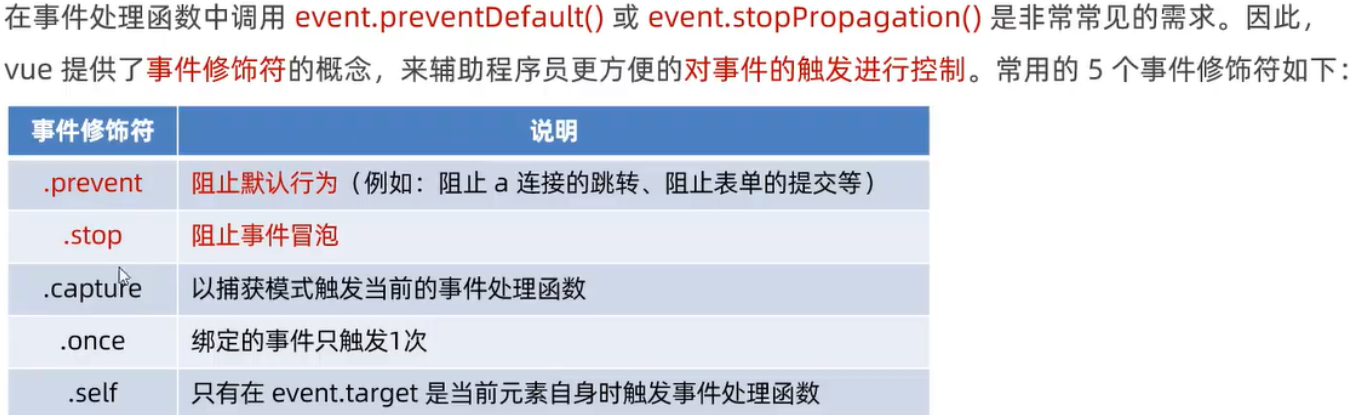 在事件处理函数中调用 event.preventDefault() 或 event.stopPropagation() 是非常常见的需求。因此，
vue 提供了事件修饰符的概念，来辅助程序员更方便的对事件的触发进行控制。常用的 5 个事件修饰符如下：
事件修饰符 说明
.prevent 阻止默认行为（例如：阻止 a 连接的跳转、阻止表单的提交等）
.stop 阻止事件冒泡
.capture 以捕获模式触发当前的事件处理函数
.once 绑定的事件只触发1次
.self 只有在 event.target 是当前元素自身时触发事件处理函数